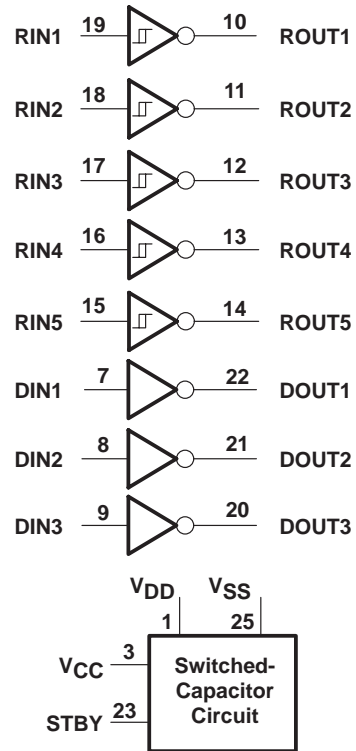 RIN1 19 10 ROUT1
RIN2 18 11 ROUT2
RIN3 17 12 ROUT3
RIN4 16 13 ROUT4
RIN5 15 14 ROUT5
DIN1 7 22 DOUT1
DIN2 8 21 DOUT2
DIN3 9 20 DOUT3
VDD VSS
1 25
VCC 3
STBY 23
Switched-
Capacitor
Circuit